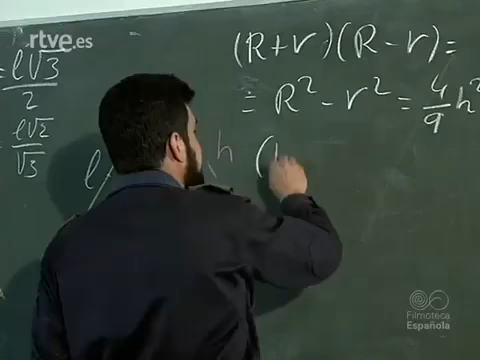 rtve.es
(R+r)(R-r)=
= R² - r² = 4/9 h²
= l√3/2
= l√2/√3
l
h
(
Filmoteca
Española